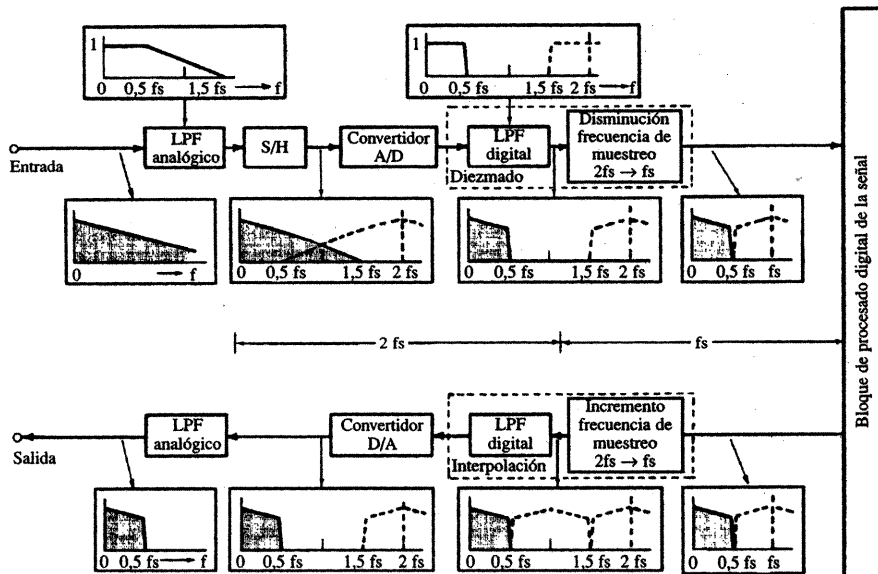 1
0 0,5 fs 1,5 fs f
1
0 0,5 fs 1,5 fs 2 fs f
Entrada
LPF
analógico
S/H
Convertidor
A/D
LPF
digital
Diezmado
Disminución
frecuencia de
muestreo
2fs → fs
0 f
0 0,5 fs 1,5 fs 2 fs
0 0,5 fs 1,5 fs 2 fs
0 0,5 fs fs
2 fs
fs
Bloque de procesado digital de la señal
Salida
LPF
analógico
Convertidor
D/A
LPF
digital
Interpolación
Incremento
frecuencia de
muestreo
2fs → fs
0 0,5 fs f
0 0,5 fs 1,5 fs 2 fs
0 0,5 fs 1,5 fs 2 fs
0 0,5 fs fs